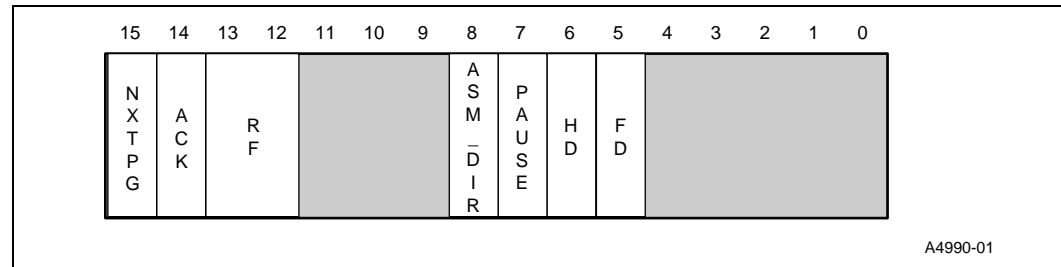 15 14 13 12 11 10 9 8 7 6 5 4 3 2 1 0
NXTPG
ACK
RF
ASM_DIR
PAUSE
HD
FD
A4990-01